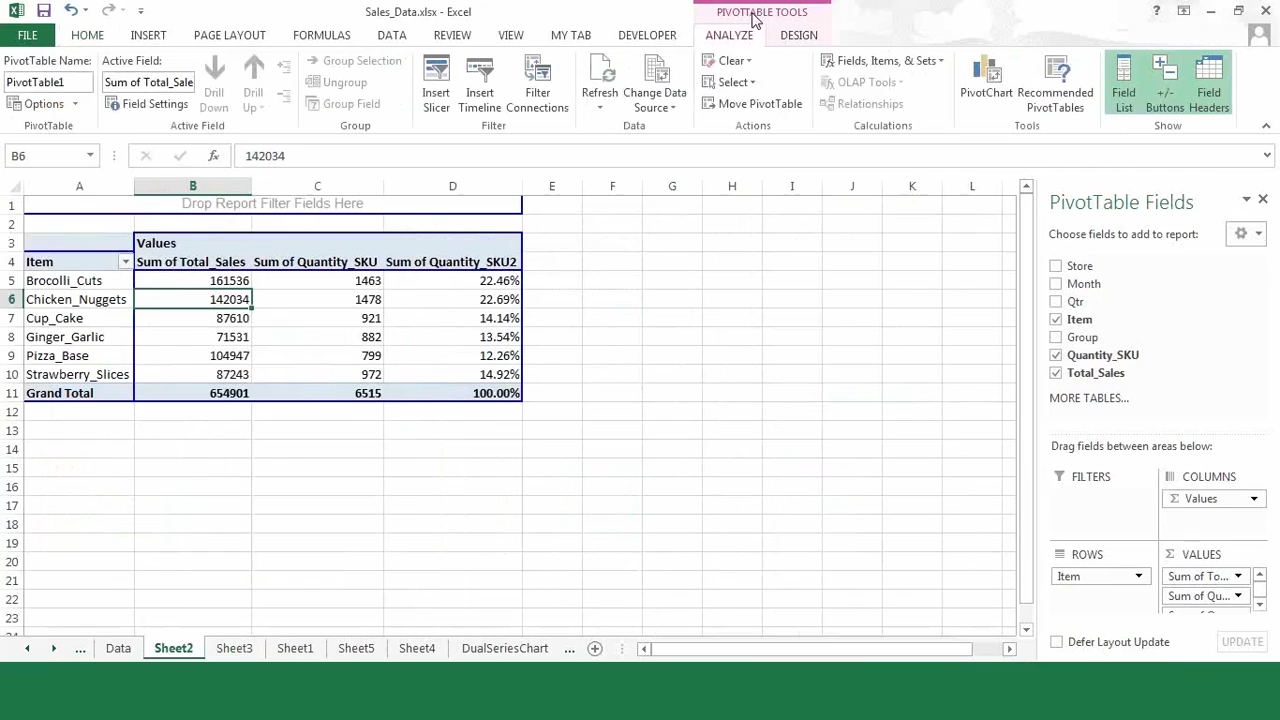 Sales_Data.xlsx - Excel
PIVOTTABLE TOOLS
?
FILE HOME INSERT PAGE LAYOUT FORMULAS DATA REVIEW VIEW MY TAB DEVELOPER ANALYZE DESIGN
PivotTable Name:
PivotTable1
Options
PivotTable
Active Field:
Sum of Total_Sale
Field Settings
Drill
Down
Drill
Up
Active Field
Group Selection
Ungroup
Group Field
Group
Insert
Slicer
Insert
Timeline
Filter
Connections
Filter
Refresh
Change Data
Source
Data
Clear
Select
Move PivotTable
Actions
Fields, Items, & Sets
OLAP Tools
Relationships
Calculations
PivotChart
Recommended
PivotTables
Tools
Field
List
+/-
Buttons
Field
Headers
Show
B6 fx 142034
A B C D E F G H I J K L
1 Drop Report Filter Fields Here
2
3 Values
4 Item Sum of Total_Sales Sum of Quantity_SKU Sum of Quantity_SKU2
5 Brocolli_Cuts 161536 1463 22.46%
6 Chicken_Nuggets 142034 1478 22.69%
7 Cup_Cake 87610 921 14.14%
8 Ginger_Garlic 71531 882 13.54%
9 Pizza_Base 104947 799 12.26%
10 Strawberry_Slices 87243 972 14.92%
11 Grand Total 654901 6515 100.00%
12
13
14
15
16
17
18
19
20
21
22
23
PivotTable Fields
Choose fields to add to report:
Store
Month
Qtr
Item
Group
Quantity_SKU
Total_Sales
MORE TABLES...
Drag fields between areas below:
FILTERS
COLUMNS
Σ Values
ROWS
Item
Σ VALUES
Sum of To...
Sum of Qu...
Defer Layout Update
UPDATE
... Data Sheet2 Sheet3 Sheet1 Sheet5 Sheet4 DualSeriesChart ...